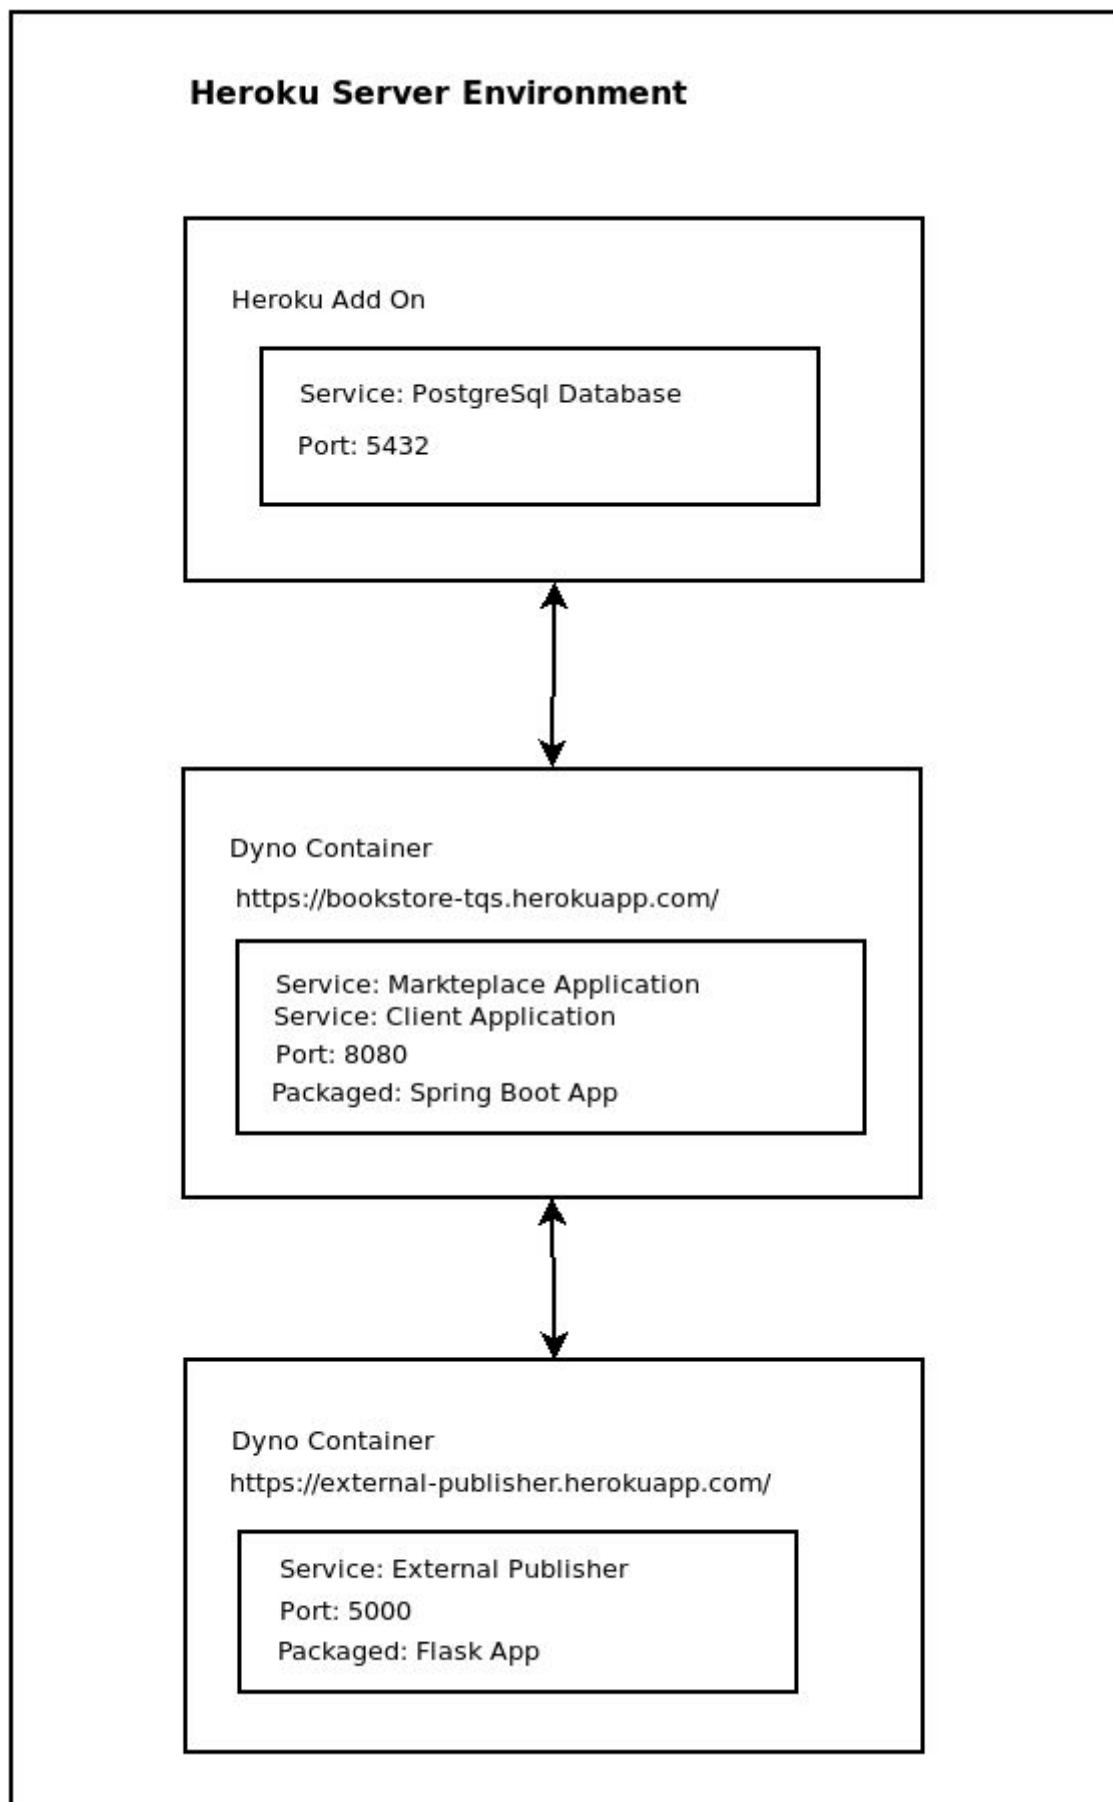 Heroku Server Environment
Heroku Add On
Service: PostgreSql Database
Port: 5432
Dyno Container
https://bookstore-tqs.herokuapp.com/
Service: Markteplace Application
Service: Client Application
Port: 8080
Packaged: Spring Boot App
Dyno Container
https://external-publisher.herokuapp.com/
Service: External Publisher
Port: 5000
Packaged: Flask App